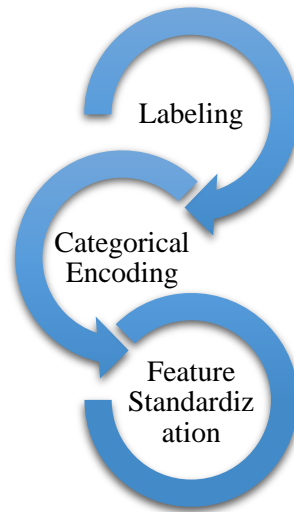 Labeling
Categorical
Encoding
Feature
Standardiz
ation